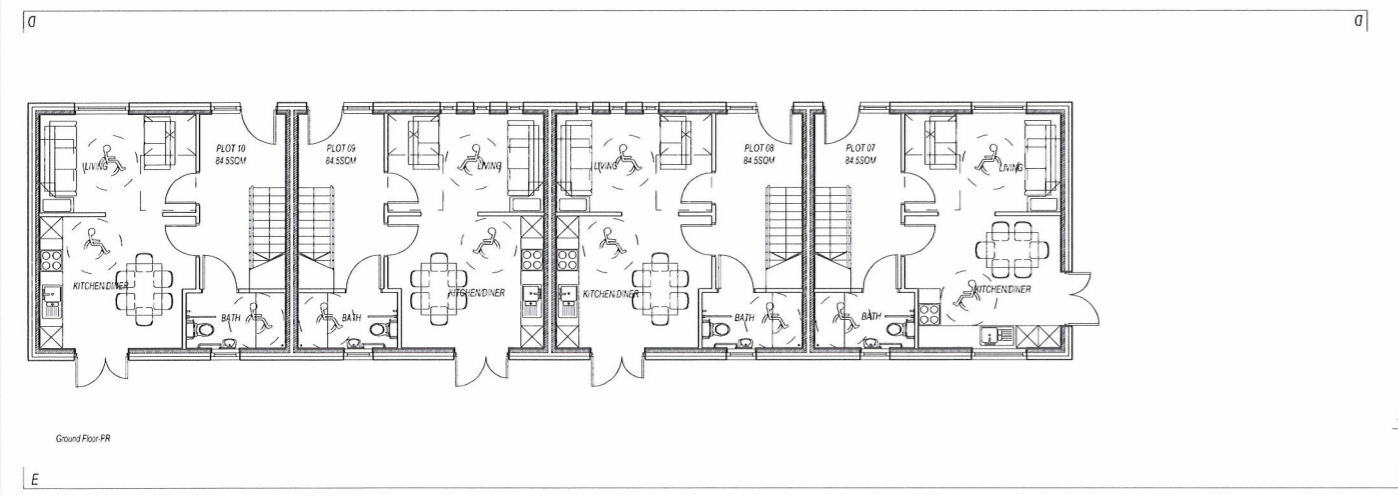 D D
PLOT 10
84.5SQM
PLOT 09
84.5SQM
PLOT 08
84.5SQM
PLOT 07
84.5SQM
LIVING LIVING LIVING LIVING
KITCHEN/DINER KITCHEN/DINER KITCHEN/DINER KITCHEN/DINER
BATH BATH BATH BATH
Ground Floor-PR
E